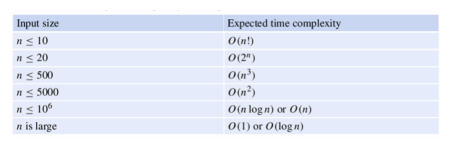 Input size Expected time complexity
n ≤ 10 O(n!)
n ≤ 20 O(2ⁿ)
n ≤ 500 O(n³)
n ≤ 5000 O(n²)
n ≤ 10⁶ O(n log n) or O(n)
n is large O(1) or O(log n)